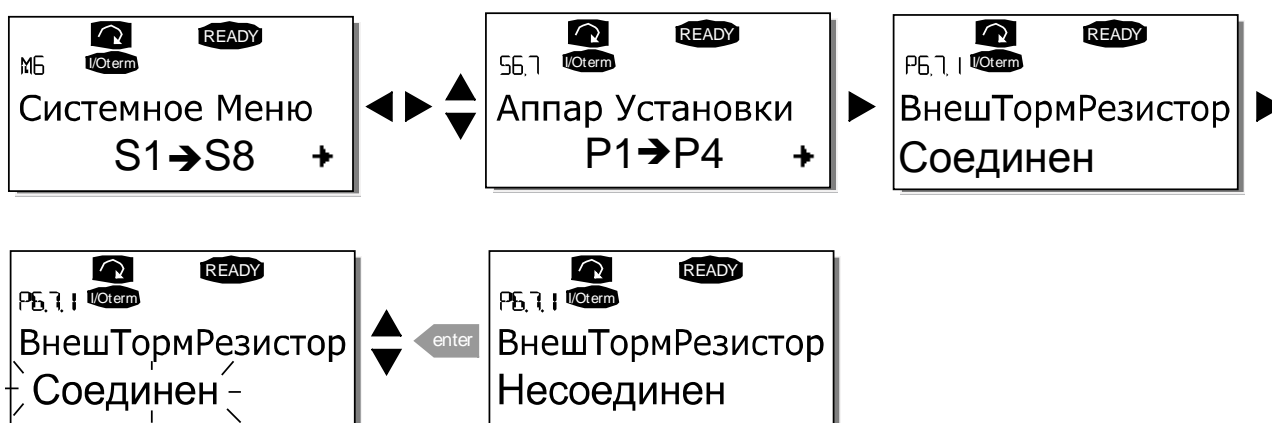 READY
M6 I/Oterm
Системное Меню
S1➔S8
READY
S6.7 I/Oterm
Аппар Установки
P1➔P4
READY
P6.7.1 I/Oterm
ВнешТормРезистор
Соединен
READY
P6.7.1 I/Oterm
ВнешТормРезистор
Соединен
enter
READY
P6.7.1 I/Oterm
ВнешТормРезистор
Несоединен